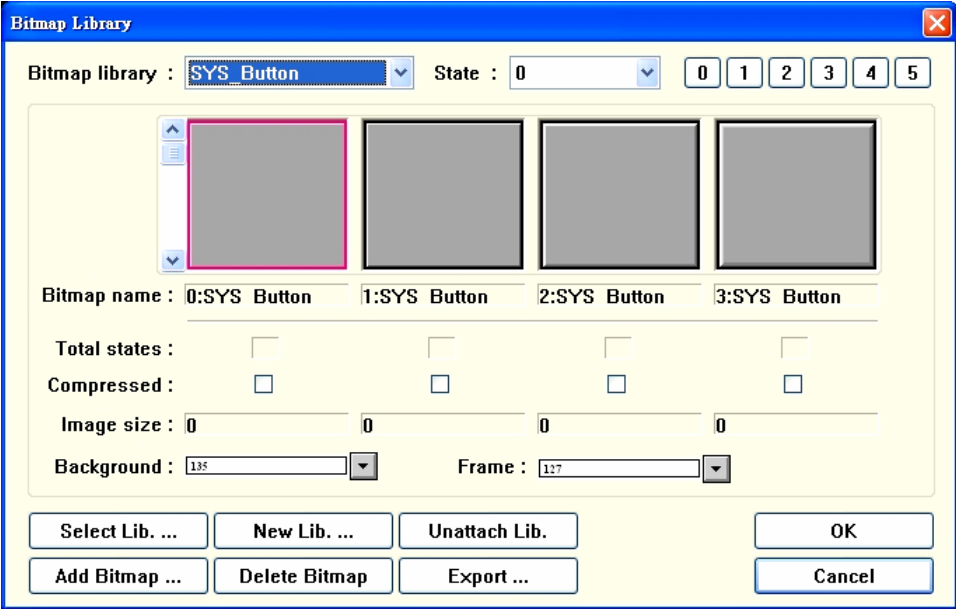 Bitmap Library
Bitmap library : SYS_Button State : 0 0 1 2 3 4 5
Bitmap name : 0:SYS Button 1:SYS Button 2:SYS Button 3:SYS Button
Total states :
Compressed :
Image size : 0 0 0 0
Background : 135 Frame : 127
Select Lib. ... New Lib. ... Unattach Lib. OK
Add Bitmap ... Delete Bitmap Export ... Cancel